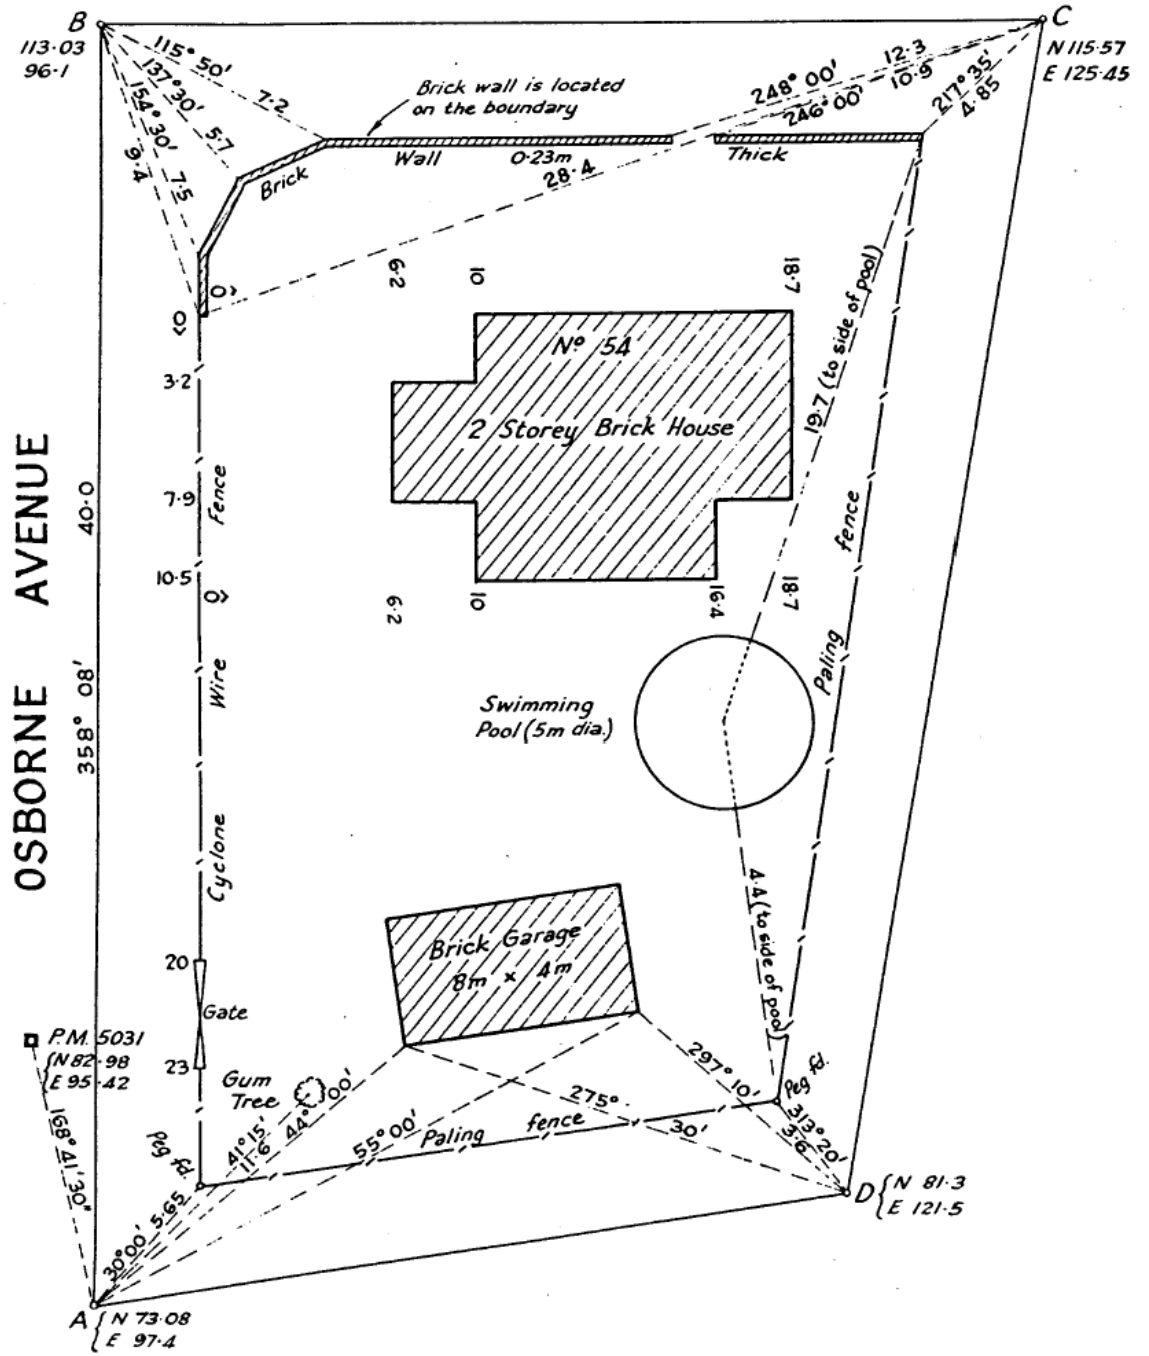 B
113·03
96·1
C
N 115·57
E 125·45
115° 50'
7·2
137° 30'
5·7
154° 30'
7·5
9·4
Brick wall is located
on the boundary
248° 00'
12·3
246° 00'
10·9
217° 35'
4·85
Brick
Wall
0·23m
Thick
28·4
0
0
3·2
7·9
10·5
0
20
23
6·2
10
18·7
Nº 54
2 Storey Brick House
6·2
10
16·4
18·7
19·7 (to side of pool)
Paling
fence
Swimming
Pool (5m dia.)
4·4 (to side of pool)
OSBORNE AVENUE
358° 08'
40·0
Cyclone
Wire
Fence
Gate
Brick Garage
8m x 4m
P.M. 5031
N 82·98
E 95·42
168° 41' 30"
Gum
Tree
Peg fd.
41° 15'
11·6
44° 00'
55° 00'
30° 00'
5·65
Paling
fence
275°
30'
297° 10'
Peg fd.
313° 20'
3·6
D
N 81·3
E 121·5
A
N 73·08
E 97·4